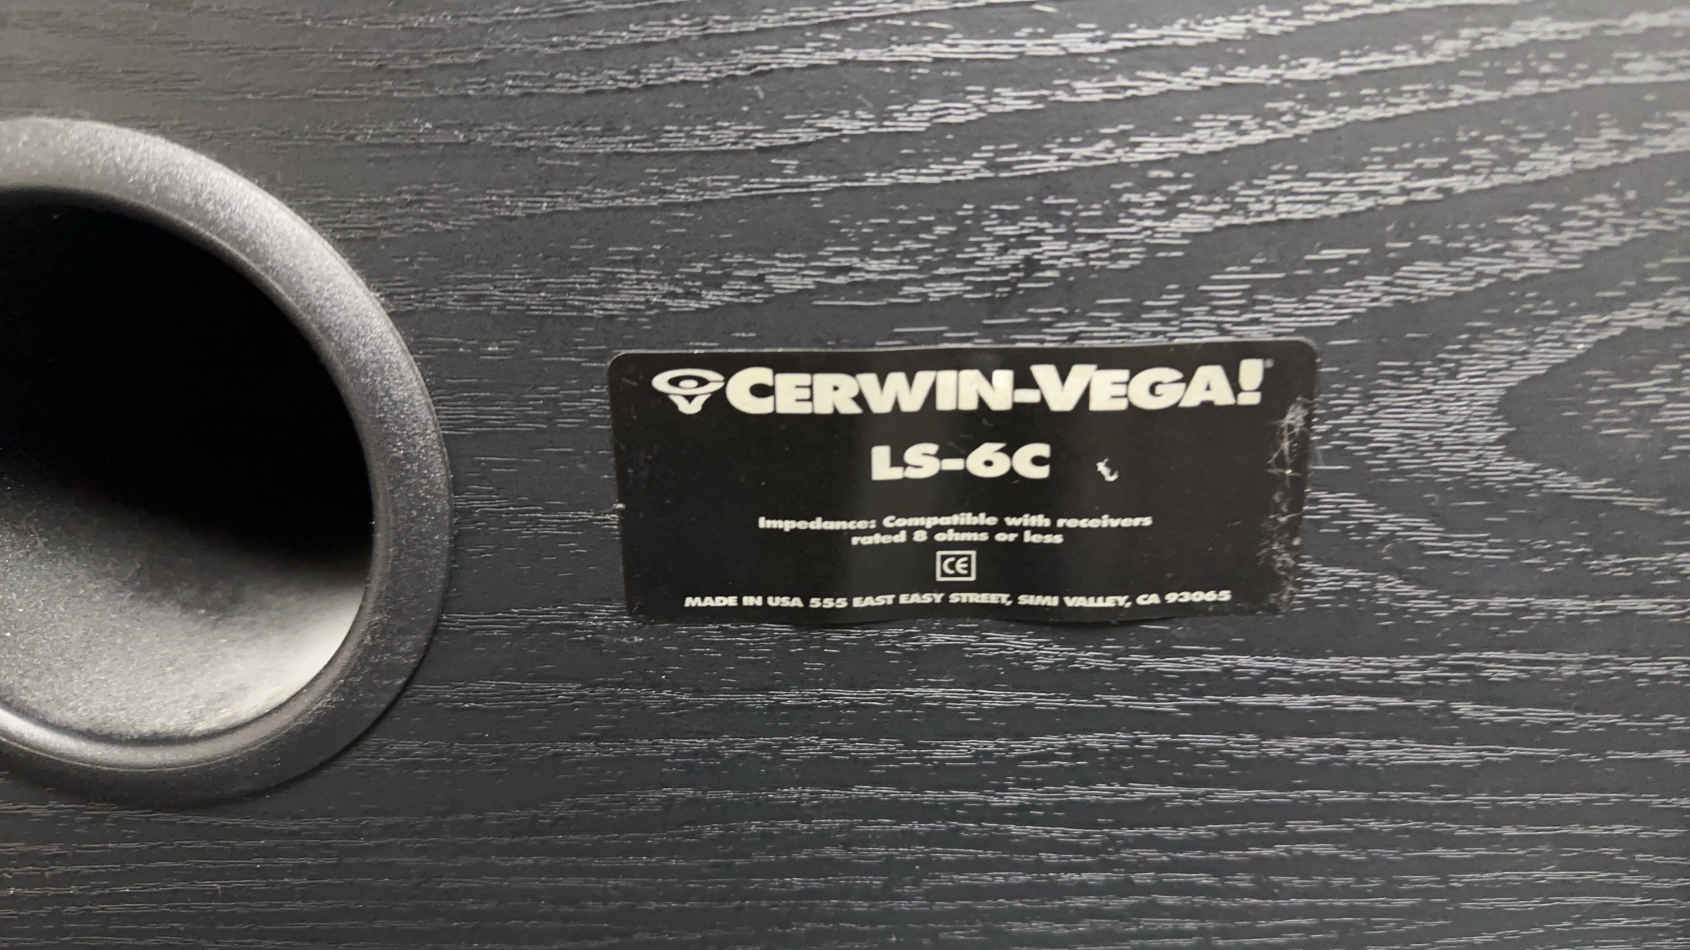 CERWIN-VEGA!®
LS-6C
Impedance: Compatible with receivers
rated 8 ohms or less
CE
MADE IN USA 555 EAST EASY STREET, SIMI VALLEY, CA 93065